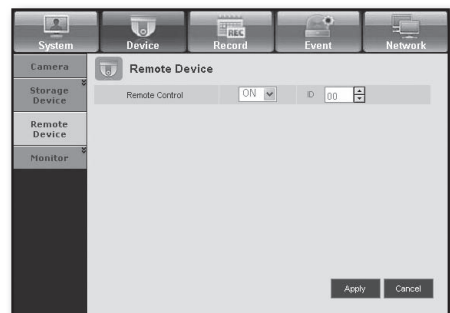 REC
System Device Record Event Network
Camera
Remote Device
Storage
Device
Remote Control ON ID 00
Remote
Device
Monitor
Apply Cancel